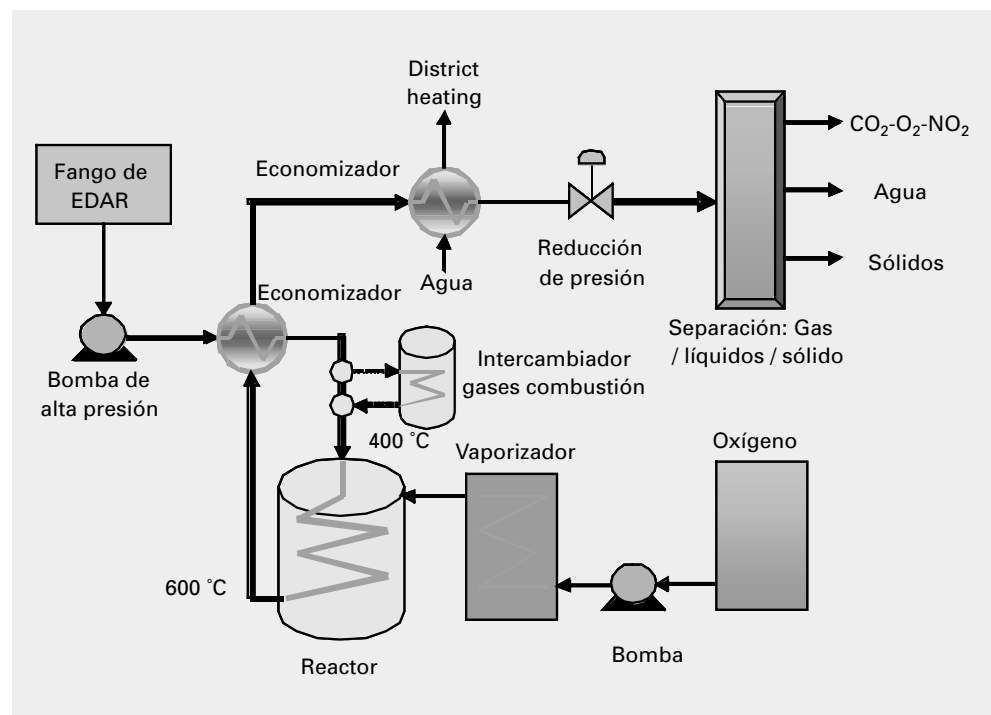 District
heating
CO₂-O₂-NO₂
Fango de
EDAR
Economizador
Agua
Reducción
de presión
Agua
Sólidos
Economizador
Separación: Gas
/ líquidos / sólido
Bomba de
alta presión
Intercambiador
gases combustión
400 ˚C
Vaporizador
Oxígeno
600 ˚C
Reactor
Bomba